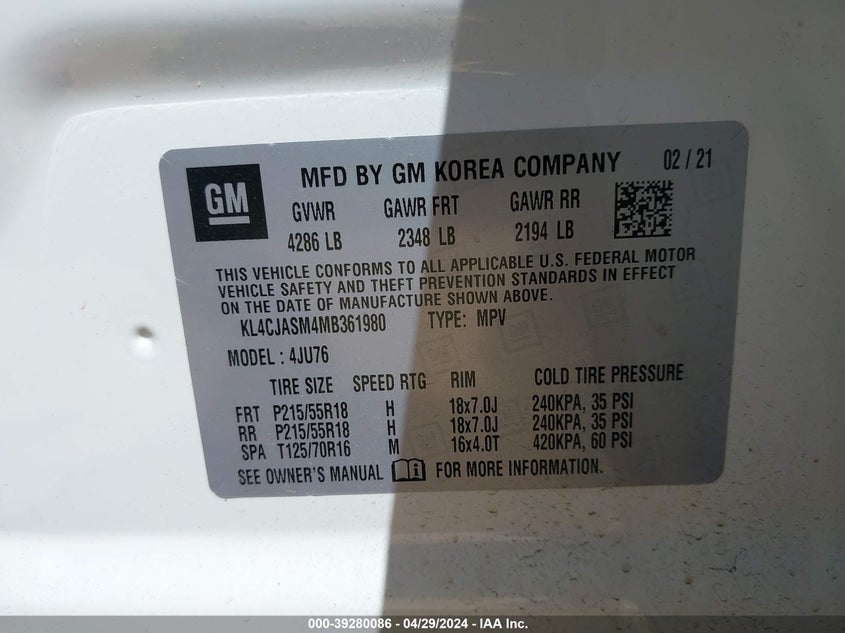 GM
MFD BY GM KOREA COMPANY 02 / 21
GVWR GAWR FRT GAWR RR
4286 LB 2348 LB 2194 LB
THIS VEHICLE CONFORMS TO ALL APPLICABLE U.S. FEDERAL MOTOR
VEHICLE SAFETY AND THEFT PREVENTION STANDARDS IN EFFECT
ON THE DATE OF MANUFACTURE SHOWN ABOVE.
KL4CJASM4MB361980 TYPE: MPV
MODEL : 4JU76
TIRE SIZE SPEED RTG RIM COLD TIRE PRESSURE
FRT P215/55R18 H 18x7.0J 240KPA, 35 PSI
RR P215/55R18 H 18x7.0J 240KPA, 35 PSI
SPA T125/70R16 M 16x4.0T 420KPA, 60 PSI
SEE OWNER'S MANUAL i FOR MORE INFORMATION.
000-39280086 - 04/29/2024 - IAA Inc.